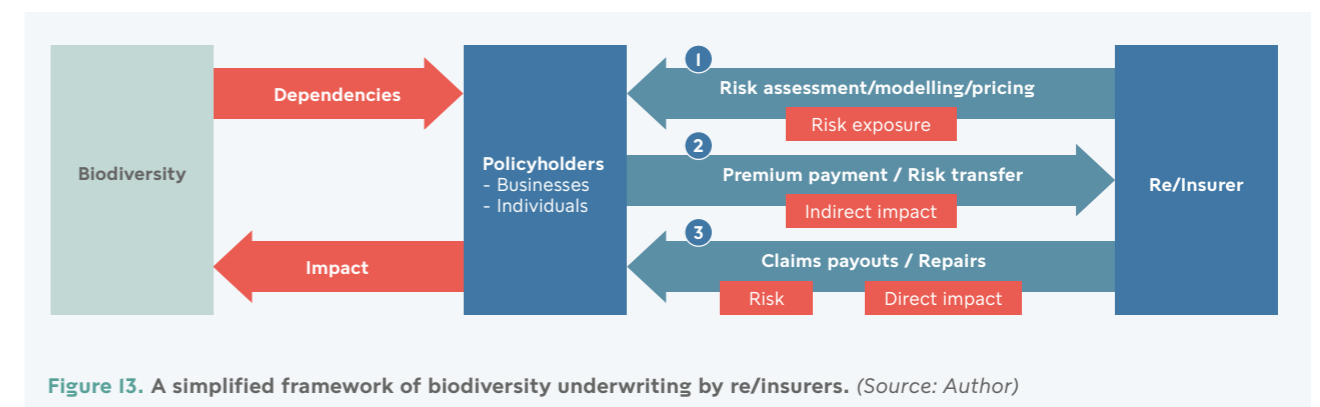 Biodiversity
Dependencies
Impact
Policyholders
- Businesses
- Individuals
1
Risk assessment/modelling/pricing
Risk exposure
2
Premium payment / Risk transfer
Indirect impact
3
Claims payouts / Repairs
Risk
Direct impact
Re/Insurer
Figure 13. A simplified framework of biodiversity underwriting by re/insurers. (Source: Author)